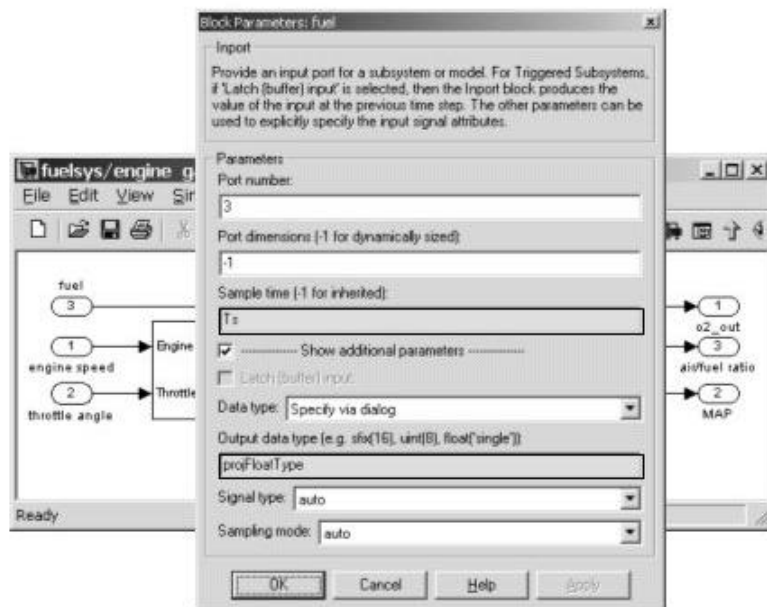 Block Parameters: fuel
Inport
Provide an input port for a subsystem or model. For Triggered Subsystems,
if 'Latch (buffer) input' is selected, then the Inport block produces the
value of the input at the previous time step. The other parameters can be
used to explicitly specify the input signal attributes.
Parameters
Port number:
3
Port dimensions (-1 for dynamically sized):
-1
Sample time (-1 for inherited):
Ts
---------- Show additional parameters ----------
Latch (buffer) input
Data type: Specify via dialog
Output data type (e.g. sfix(16), uint(8), float('single')):
projFloatType
Signal type: auto
Sampling mode: auto
OK Cancel Help Apply
fuelsys/engine g
File Edit View Sir
fuel
3
1
Engine
engine speed
2
Throttle
throttle angle
1
o2_out
3
air/fuel ratio
2
MAP
Ready